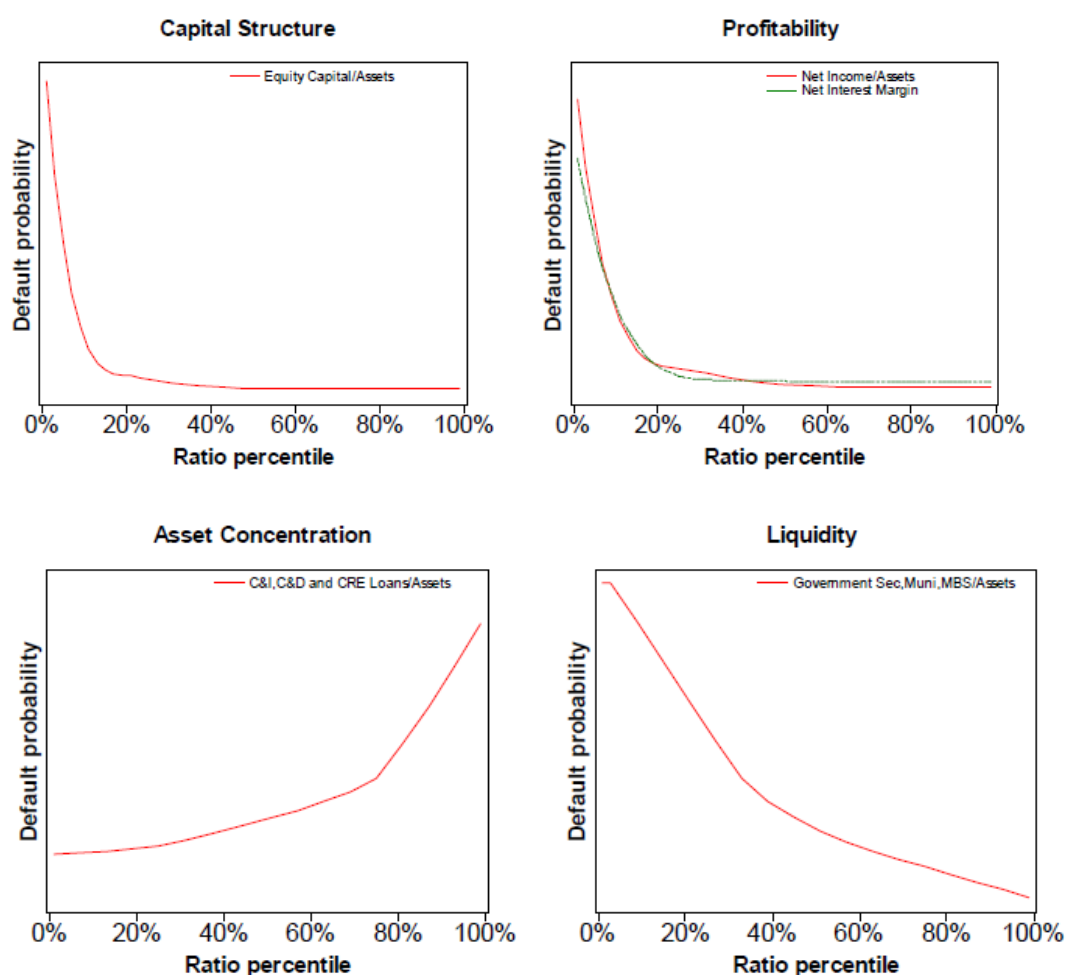 Capital Structure
Equity Capital/Assets
Default probability
0% 20% 40% 60% 80% 100%
Ratio percentile
Profitability
Net Income/Assets
Net Interest Margin
Default probability
0% 20% 40% 60% 80% 100%
Ratio percentile
Asset Concentration
C&I,C&D and CRE Loans/Assets
Default probability
0% 20% 40% 60% 80% 100%
Ratio percentile
Liquidity
Government Sec,Muni,MBS/Assets
Default probability
0% 20% 40% 60% 80% 100%
Ratio percentile